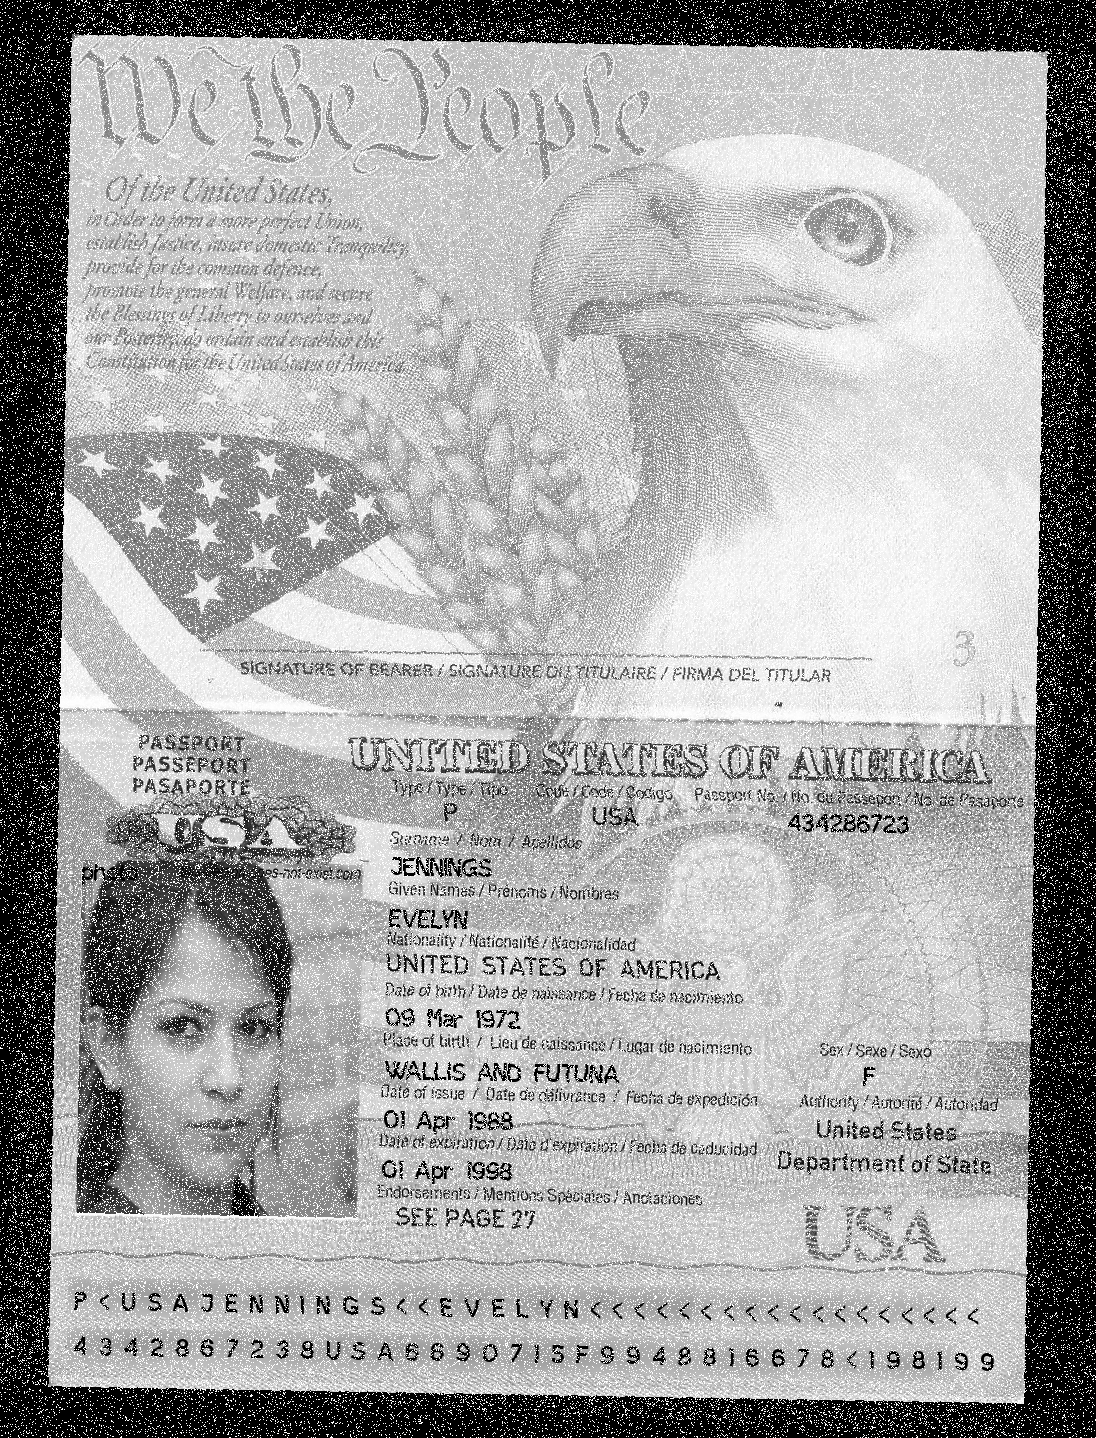 We the People
Of the United States,
in Order to form a more perfect Union,
establish Justice, insure domestic Tranquility,
provide for the common defence,
promote the general Welfare, and secure
the Blessings of Liberty to ourselves and
our Posterity, do ordain and establish this
Constitution for the United States of America.
3
SIGNATURE OF BEARER / SIGNATURE DU TITULAIRE / FIRMA DEL TITULAR
PASSPORT
PASSEPORT
PASAPORTE
USA
UNITED STATES OF AMERICA
Type / Type / Tipo Code / Code / Codigo Passport No. / No. du Passeport / No. de Pasaporte
P USA 434286723
Surname / Nom / Apellidos
JENNINGS
Given Names / Prénoms / Nombres
EVELYN
Nationality / Nationalité / Nacionalidad
UNITED STATES OF AMERICA
Date of birth / Date de naissance / Fecha de nacimiento
09 Mar 1972
Place of birth / Lieu de naissance / Lugar de nacimiento Sex / Sexe / Sexo
WALLIS AND FUTUNA F
Date of issue / Date de délivrance / Fecha de expedición Authority / Autorité / Autoridad
01 Apr 1988 United States
Date of expiration / Date d'expiration / Fecha de caducidad Department of State
01 Apr 1998
Endorsements / Mentions Spéciales / Anotaciones
SEE PAGE 27
USA
P<USAJENNINGS<<EVELYN<<<<<<<<<<<<<<<<<<
4342867238USA6690715F9948816678<198199